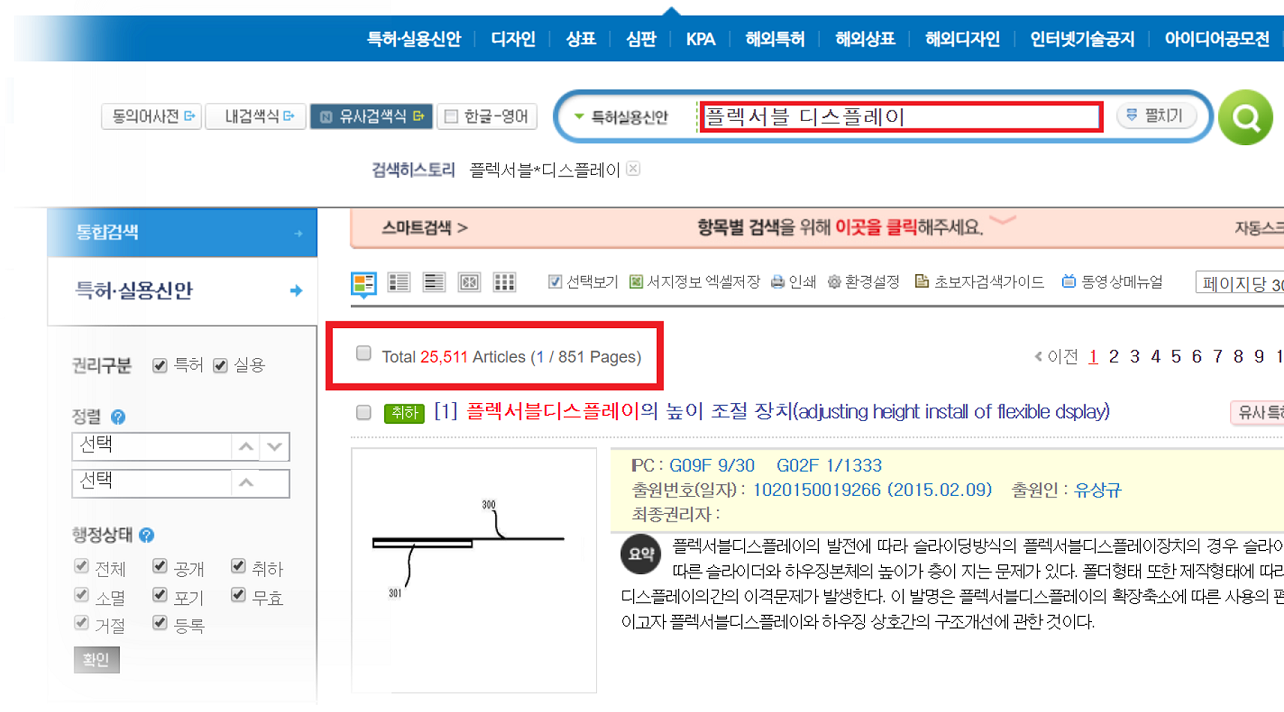 특허·실용신안 디자인 상표 심판 KPA 해외특허 해외상표 해외디자인 인터넷기술공지 아이디어공모전
동의어사전 내검색식 유사검색식 한글-영어 특허실용신안 플렉서블 디스플레이 펼치기
검색히스토리 플렉서블*디스플레이
통합검색
스마트검색 > 항목별 검색을 위해 이곳을 클릭해주세요. 자동스크
특허·실용신안
선택보기 서지정보 엑셀저장 인쇄 환경설정 초보자검색가이드 동영상메뉴얼 페이지당 30
권리구분 특허 실용
Total 25,511 Articles (1 / 851 Pages)
이전 1 2 3 4 5 6 7 8 9 1
정렬
선택
선택
취하 [1] 플렉서블디스플레이의 높이 조절 장치(adjusting height install of flexible dsplay)
유사특허
IPC : G09F 9/30 G02F 1/1333
출원번호(일자) : 1020150019266 (2015.02.09) 출원인 : 유상규
최종권리자 :
300
301
행정상태
전체 공개 취하
소멸 포기 무효
거절 등록
확인
요약 플렉서블디스플레이의 발전에 따라 슬라이딩방식의 플렉서블디스플레이장치의 경우 슬라이
따른 슬라이더와 하우징본체의 높이가 층이 지는 문제가 있다. 폴더형태 또한 제작형태에 따라
디스플레이의간의 이격문제가 발생한다. 이 발명은 플렉서블디스플레이의 확장축소에 따른 사용의 편
이고자 플렉서블디스플레이와 하우징 상호간의 구조개선에 관한 것이다.